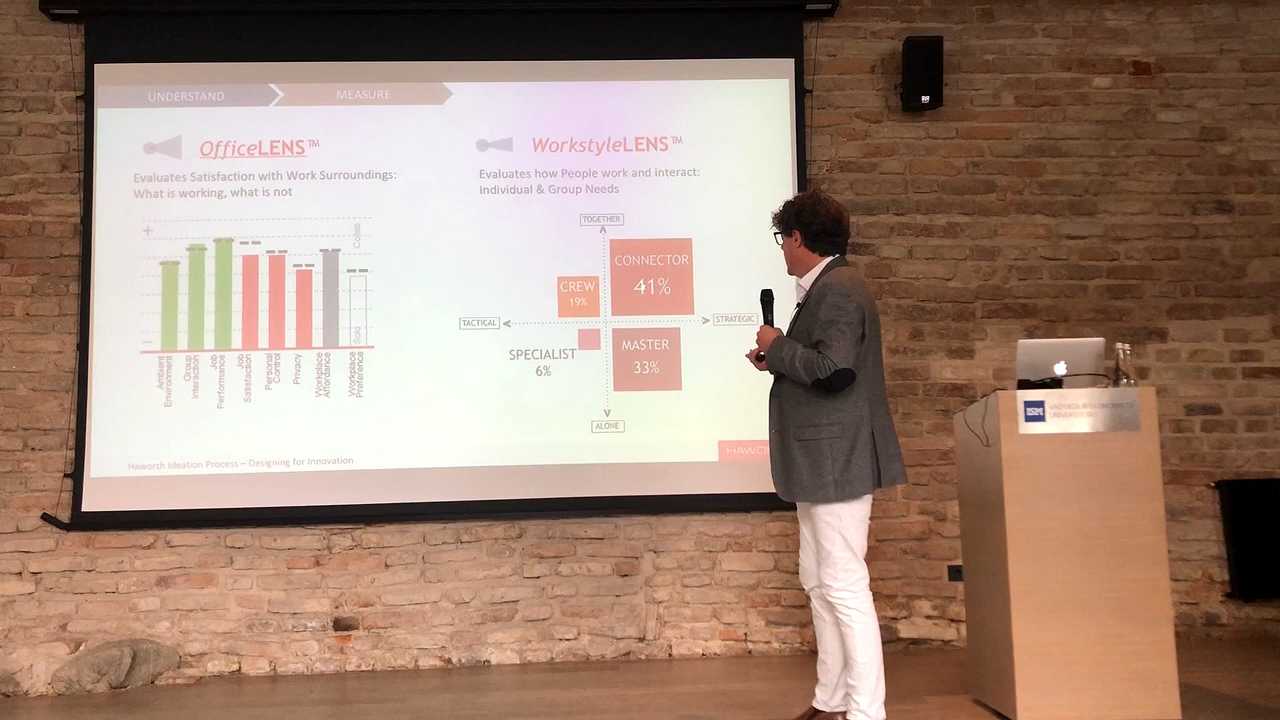 UNDERSTAND
MEASURE
OfficeLENS™
Evaluates Satisfaction with Work Surroundings:
What is working, what is not
+
Ambient
Environment
Group
Interaction
Job
Performance
Job
Satisfaction
Personal
Control
Privacy
Workplace
Affordance
Workplace
Preference
Solo
WorkstyleLENS™
Evaluates how People work and interact:
Individual & Group Needs
TOGETHER
CONNECTOR
41%
CREW
19%
TACTICAL
STRATEGIC
SPECIALIST
6%
MASTER
33%
ALONE
Haworth Ideation Process – Designing for Innovation
ISM